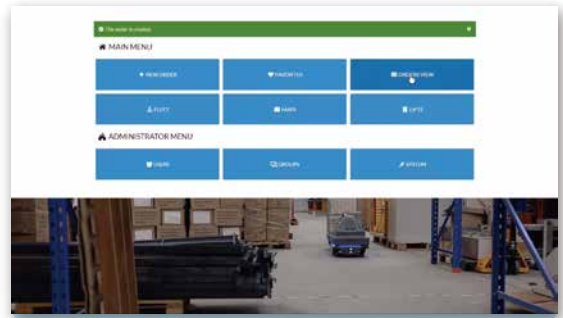 The order is created.
MAIN MENU
NEW ORDER
FAVORITES
ORDERS VIEW
FLEET
MAPS
LIFTS
ADMINISTRATOR MENU
USERS
GROUPS
SYSTEM